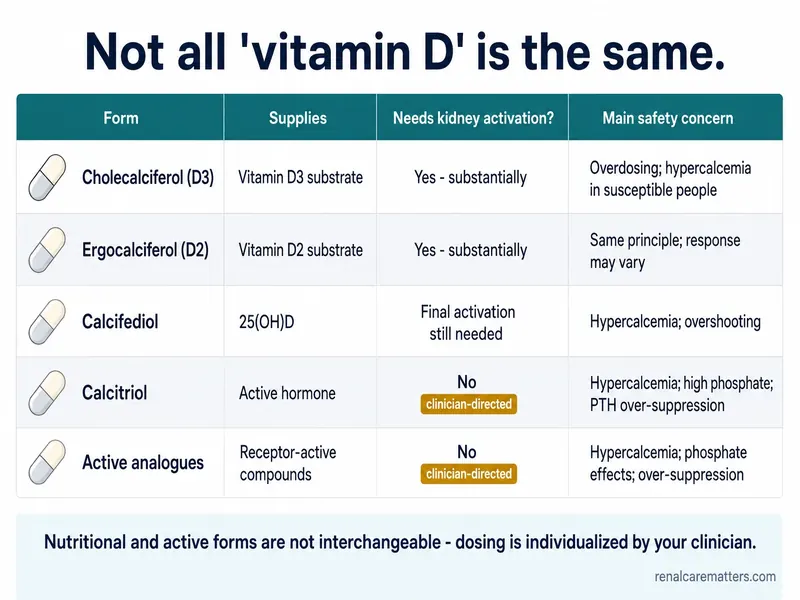 Not all 'vitamin D' is the same.
Form Supplies Needs kidney activation? Main safety concern
Cholecalciferol (D3) Vitamin D3 substrate Yes - substantially Overdosing; hypercalcemia
in susceptible people
Ergocalciferol (D2) Vitamin D2 substrate Yes - substantially Same principle; response
may vary
Calcifediol 25(OH)D Final activation
still needed Hypercalcemia; overshooting
Calcitriol Active hormone No
clinician-directed Hypercalcemia; high phosphate;
PTH over-suppression
Active analogues Receptor-active
compounds No
clinician-directed Hypercalcemia; phosphate
effects; over-suppression
Nutritional and active forms are not interchangeable - dosing is individualized by your clinician.
renalcarematters.com